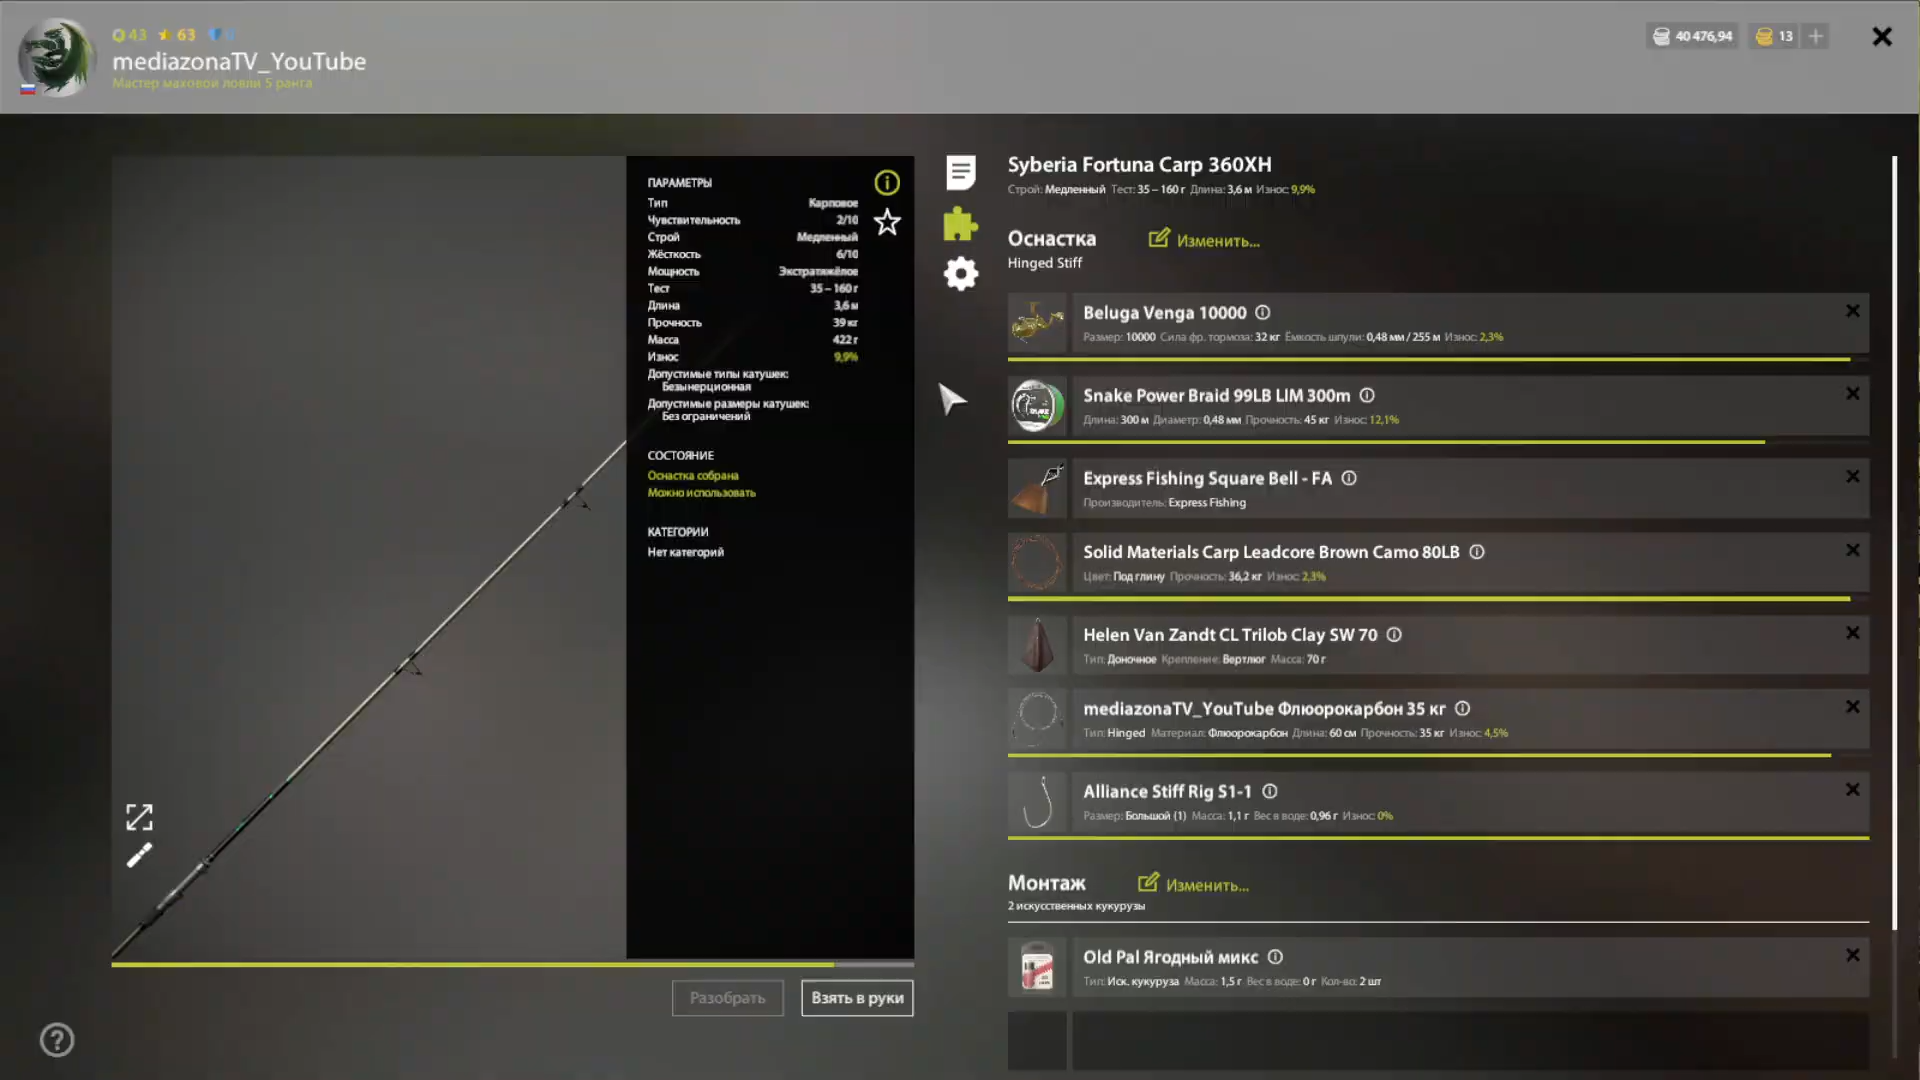 43 63
mediazonaTV_YouTube
Мастер маховой ловли 5 ранга
40 476,94
13
ПАРАМЕТРЫ
Тип Карповое
Чувствительность 2/10
Строй Медленный
Жёсткость 6/10
Мощность Экстратяжёлое
Тест 35 – 160 г
Длина 3,6 м
Прочность 39 кг
Масса 422 г
Износ 9,9%
Допустимые типы катушек:
Безынерционная
Допустимые размеры катушек:
Без ограничений
СОСТОЯНИЕ
Оснастка собрана
Можно использовать
КАТЕГОРИИ
Нет категорий
Разобрать
Взять в руки
Syberia Fortuna Carp 360XH
Строй: Медленный Тест: 35 – 160 г Длина: 3,6 м Износ: 9,9%
Оснастка Изменить...
Hinged Stiff
Beluga Venga 10000
Размер: 10000 Сила фр. тормоза: 32 кг Емкость шпули: 0,48 мм / 255 м Износ: 2,3%
Snake Power Braid 99LB LIM 300m
Длина: 300 м Диаметр: 0,48 мм Прочность: 45 кг Износ: 12,1%
Express Fishing Square Bell - FA
Производитель: Express Fishing
Solid Materials Carp Leadcore Brown Camo 80LB
Цвет: Под глину Прочность: 36,2 кг Износ: 2,3%
Helen Van Zandt CL Trilob Clay SW 70
Тип: Доночное Крепление: Вертлюг Масса: 70 г
mediazonaTV_YouTube Флюорокарбон 35 кг
Тип: Hinged Материал: Флюорокарбон Длина: 60 см Прочность: 35 кг Износ: 4,5%
Alliance Stiff Rig S1-1
Размер: Большой (1) Масса: 1,1 г Вес в воде: 0,96 г Износ: 0%
Монтаж Изменить...
2 искусственных кукурузы
Old Pal Ягодный микс
Тип: Иск. кукуруза Масса: 1,5 г Вес в воде: 0 г Кол-во: 2 шт